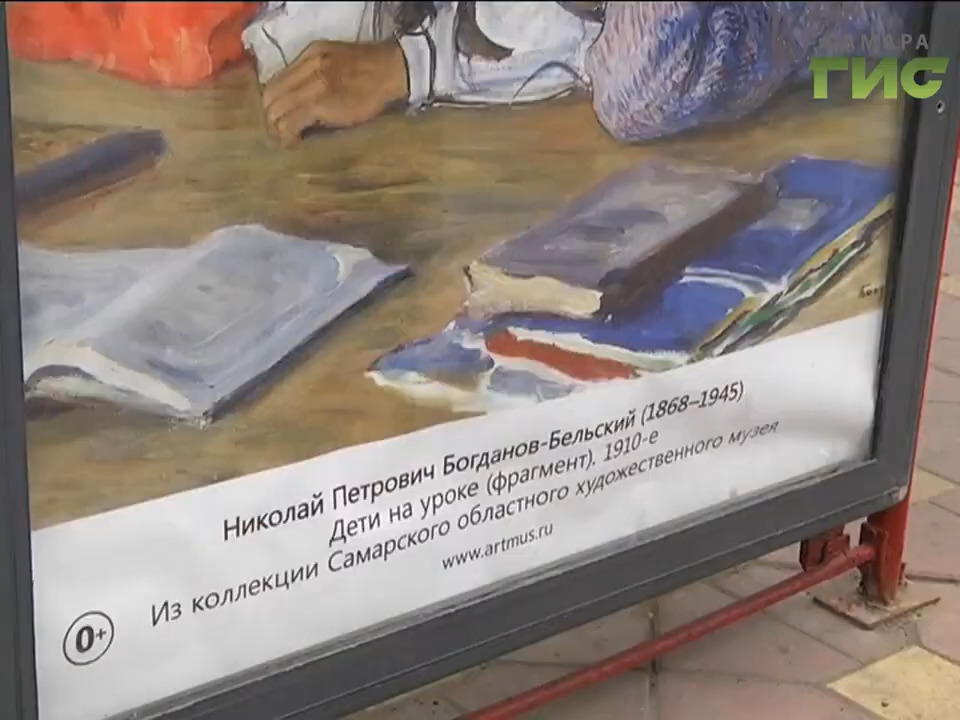 САМАРА
ГИС
Николай Петрович Богданов-Бельский (1868–1945)
Дети на уроке (фрагмент). 1910-е
Из коллекции Самарского областного художественного музея
www.artmus.ru
0+